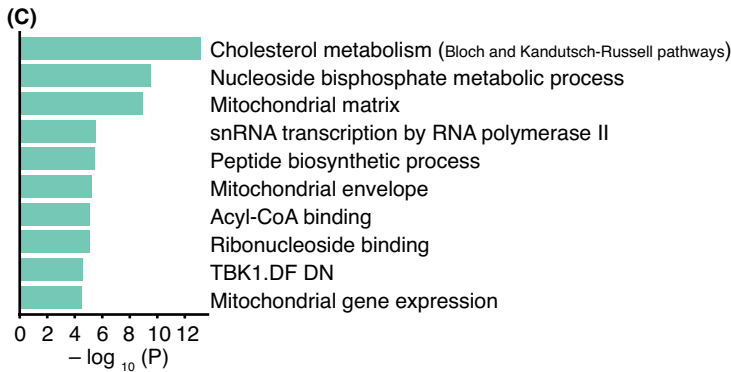 (C)
Cholesterol metabolism (Bloch and Kandutsch-Russell pathways)
Nucleoside bisphosphate metabolic process
Mitochondrial matrix
snRNA transcription by RNA polymerase II
Peptide biosynthetic process
Mitochondrial envelope
Acyl-CoA binding
Ribonucleoside binding
TBK1.DF DN
Mitochondrial gene expression
0 2 4 6 8 10 12
– log 10 (P)